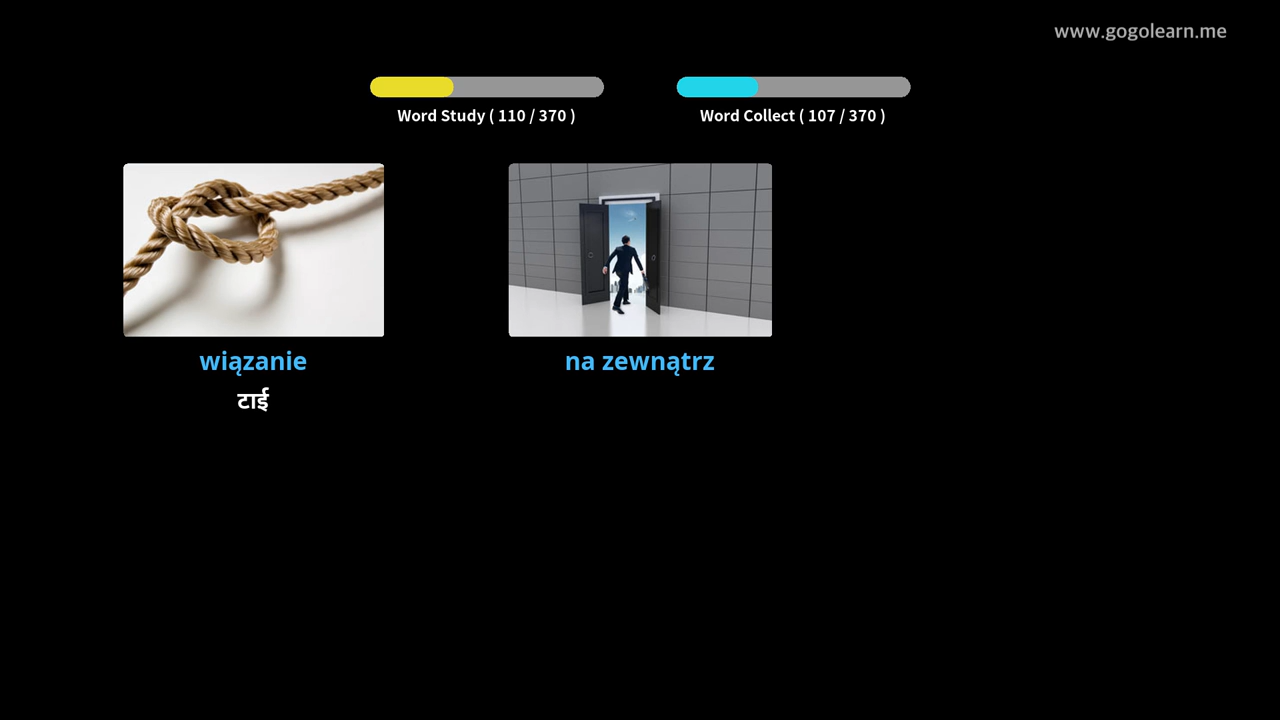 www.gogolearn.me
Word Study ( 110 / 370 )
Word Collect ( 107 / 370 )
wiązanie
na zewnątrz
टाई